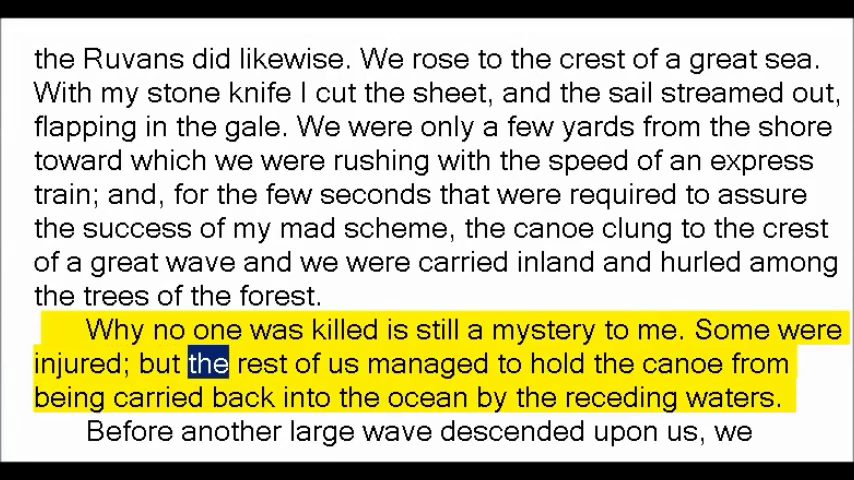 the Ruvans did likewise. We rose to the crest of a great sea.
With my stone knife I cut the sheet, and the sail streamed out,
flapping in the gale. We were only a few yards from the shore
toward which we were rushing with the speed of an express
train; and, for the few seconds that were required to assure
the success of my mad scheme, the canoe clung to the crest
of a great wave and we were carried inland and hurled among
the trees of the forest.
Why no one was killed is still a mystery to me. Some were
injured; but the rest of us managed to hold the canoe from
being carried back into the ocean by the receding waters.
Before another large wave descended upon us, we